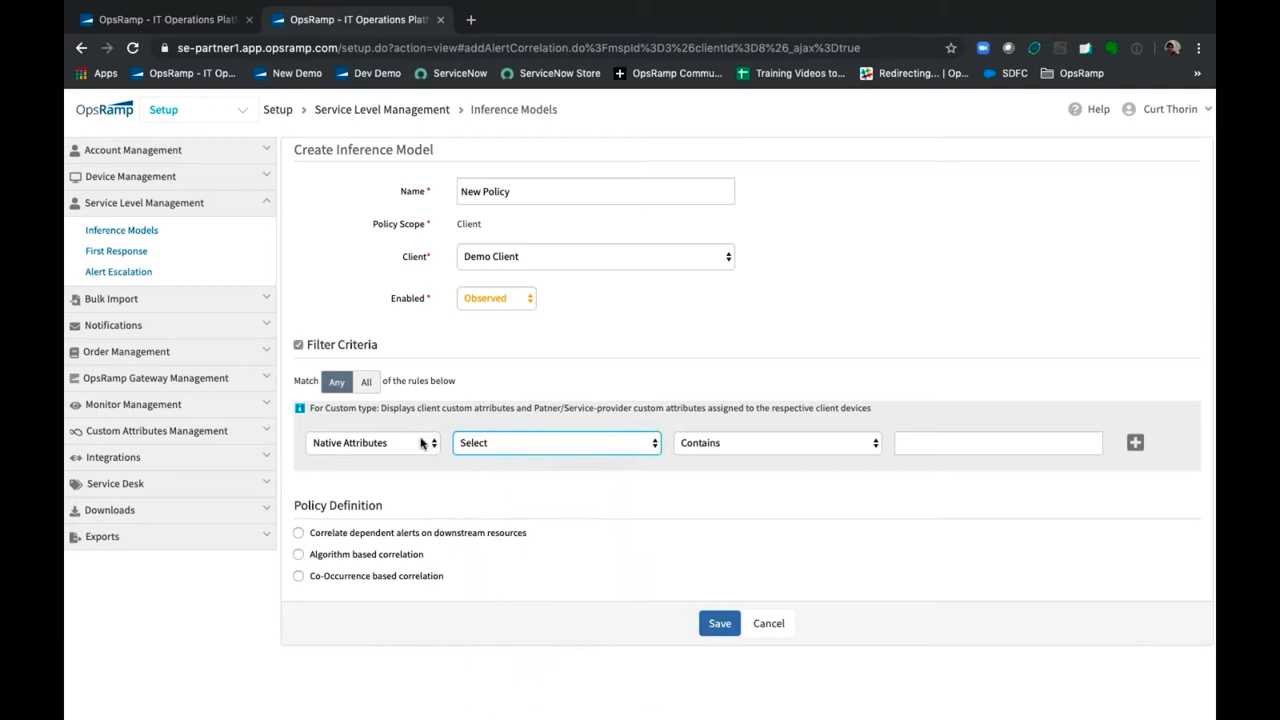 OpsRamp - IT Operations Platf
OpsRamp - IT Operations Platf
se-partner1.app.opsramp.com/setup.do?action=view#addAlertCorrelation.do%3FmspId%3D3%26clientId%3D8%26_ajax%3Dtrue
Apps OpsRamp - IT Op... New Demo Dev Demo ServiceNow ServiceNow Store OpsRamp Commu... Training Videos to... Redirecting... | Op... SDFC OpsRamp »
OpsRamp Setup Setup > Service Level Management > Inference Models Help Curt Thorin
Account Management
Device Management
Service Level Management
Inference Models
First Response
Alert Escalation
Bulk Import
Notifications
Order Management
OpsRamp Gateway Management
Monitor Management
Custom Attributes Management
Integrations
Service Desk
Downloads
Exports
Create Inference Model
Name * New Policy
Policy Scope * Client
Client* Demo Client
Enabled * Observed
Filter Criteria
Match Any All of the rules below
For Custom type: Displays client custom atrributes and Patner/Service-provider custom attributes assigned to the respective client devices
Native Attributes Select Contains
Policy Definition
Correlate dependent alerts on downstream resources
Algorithm based correlation
Co-Occurrence based correlation
Save Cancel